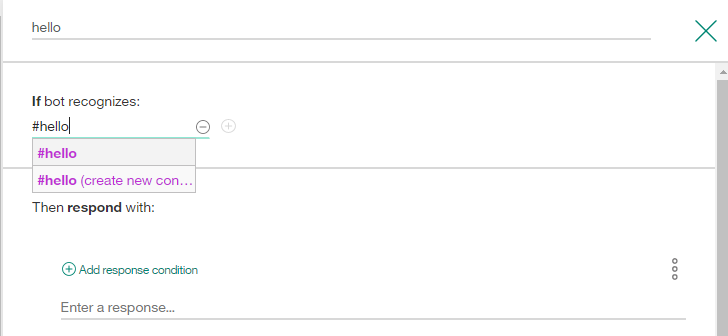 hello
If bot recognizes:
#hello
#hello
#hello (create new con...
Then respond with:
Add response condition
Enter a response...